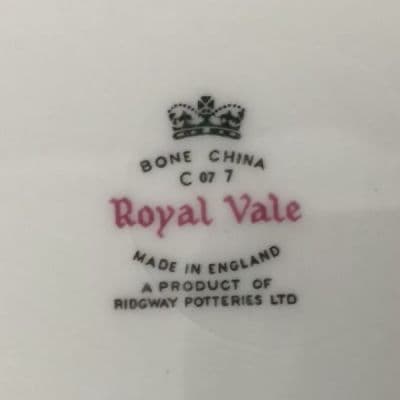 BONE CHINA
C 07 7
Royal Vale
MADE IN ENGLAND
A PRODUCT OF
RIDGWAY POTTERIES LTD